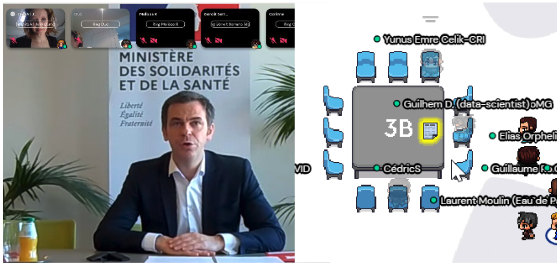 MINISTÈRE
DES SOLIDARITÉS
ET DE LA SANTÉ
Liberté
Égalité
Fraternité
Yunus Emre Celik-CRI
Guilhem D. (data-scientist)
OMG
3B
Elias Orpheli
VID
CédricS
Guillaume
Laurent Moulin (Eau de P